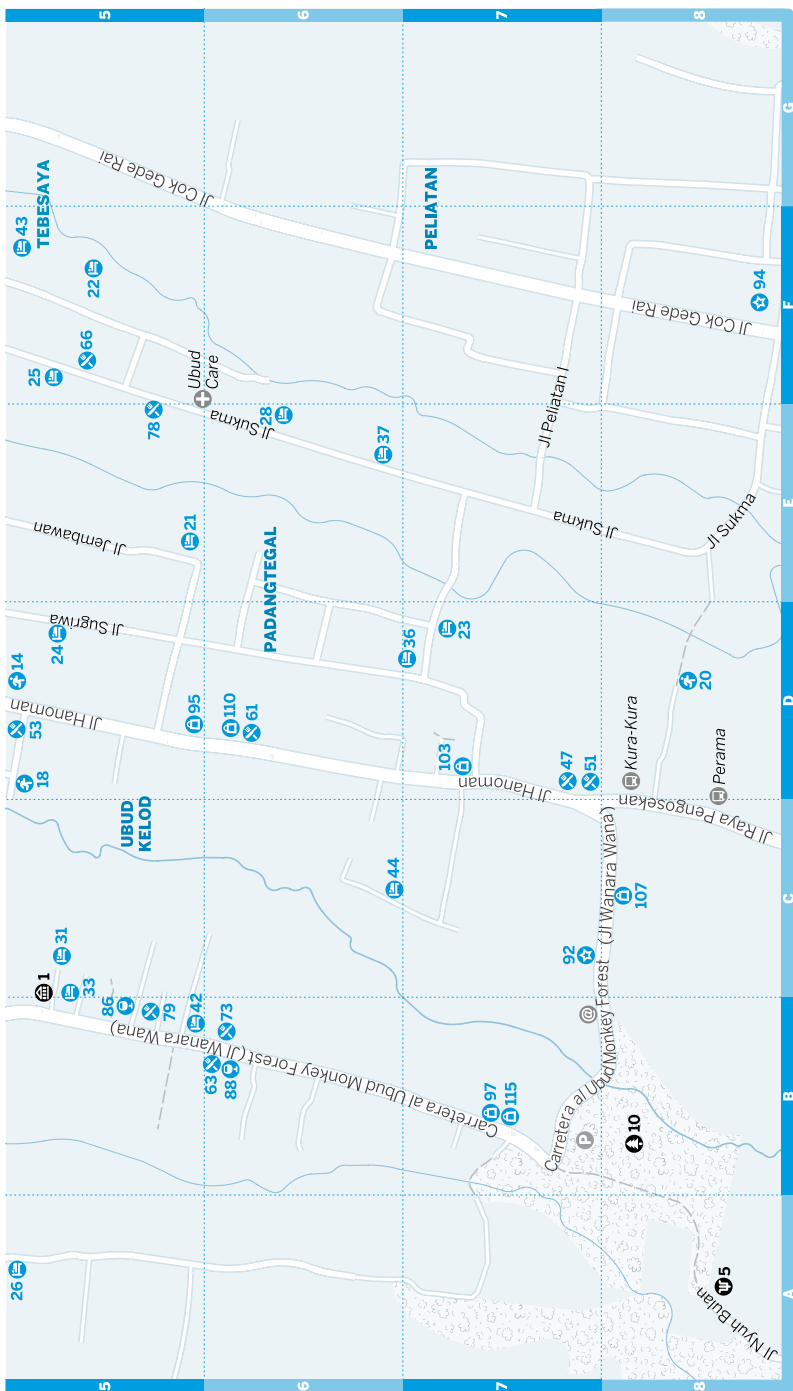 5
26
1
33
31
86
79
42
18
53
14
24
Jl Sugriwa
Jl Hanoman
UBUD
KELOD
95
Jl Jembawan
21
25
66
78
22
43
TEBESAYA
Jl Cok Gede Rai
Ubud
Care
6
Carretera al Ubud Monkey Forest (Jl Wanara Wana)
63
88
73
44
110
61
PADANGTEGAL
Jl Sukma
28
37
7
97
115
103
36
23
Jl Hanoman
47
51
92
PELIATAN
Jl Peliatan I
Jl Sukma
P
@
Carretera al Ubud Monkey Forest (Jl Wanara Wana)
8
10
5
Jl Nyuh Bulan
107
Kura-Kura
Perama
Jl Raya Pengosekan
20
Jl Sukma
Jl Cok Gede Rai
94
A
B
C
D
E
F
G